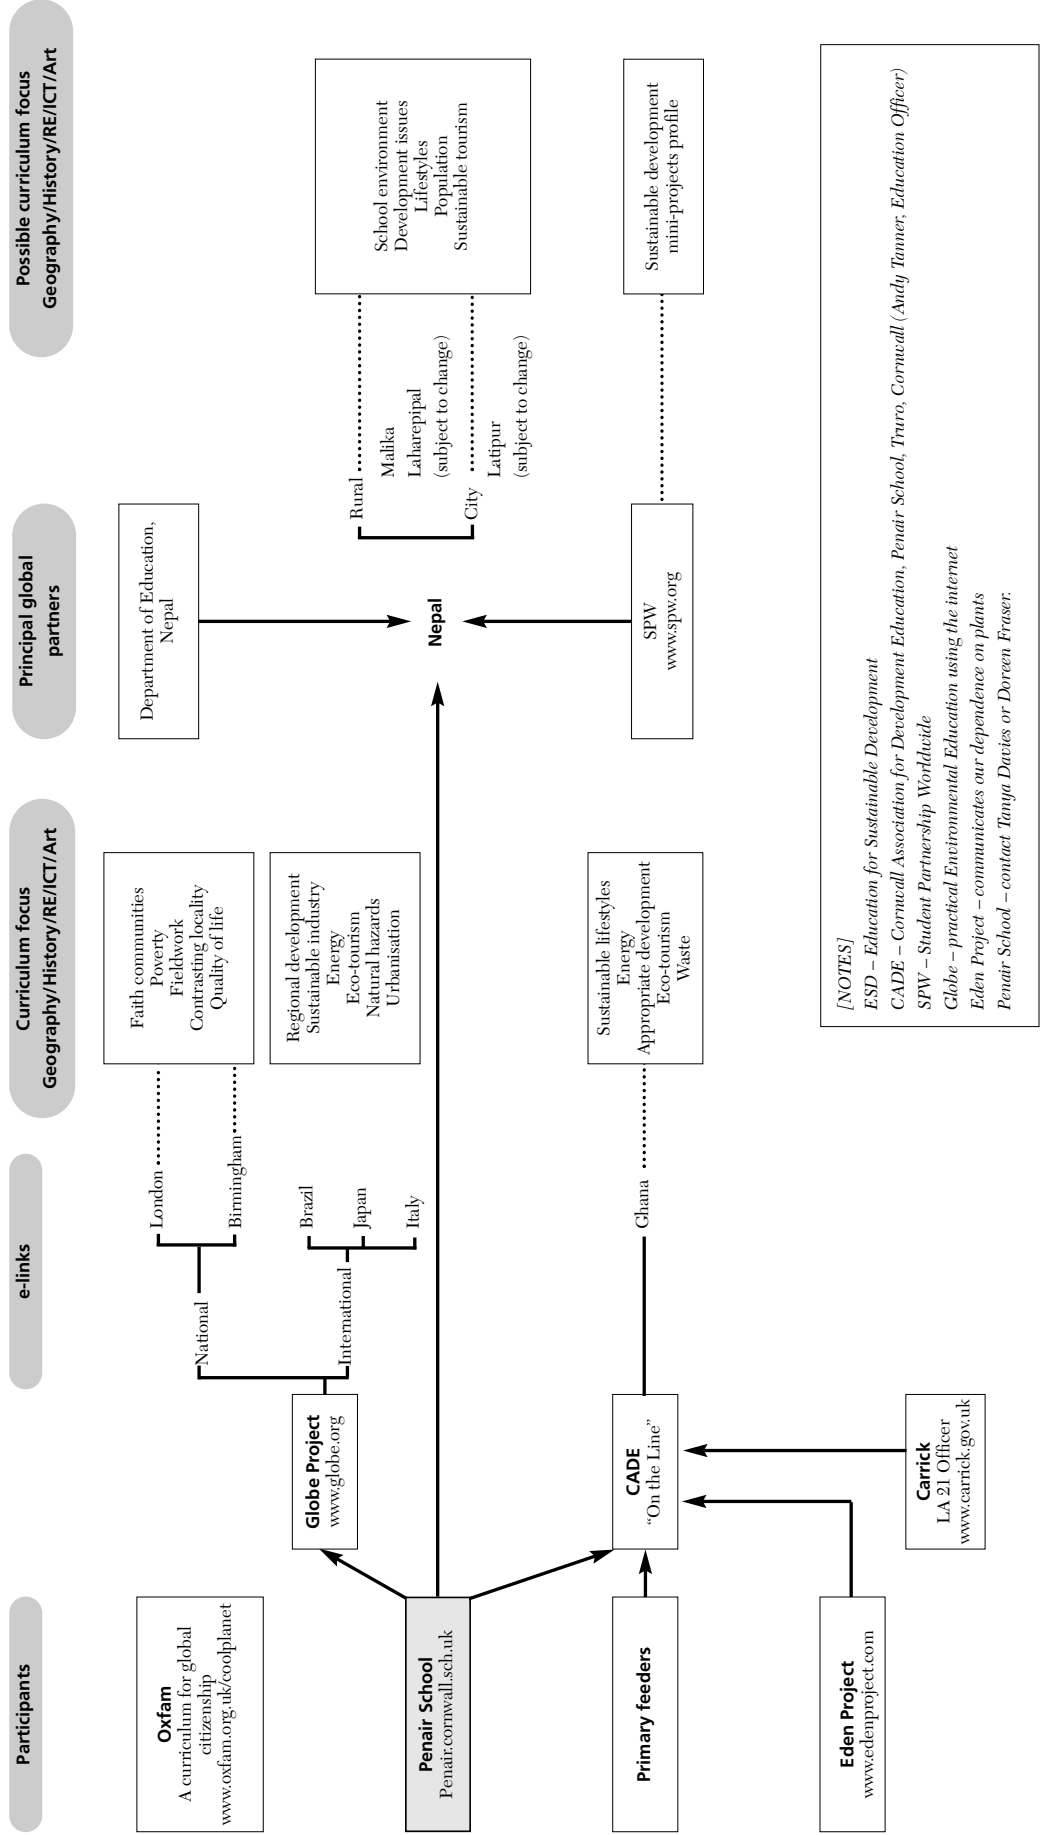 Participants
e-links
Curriculum focus
Geography/History/RE/ICT/Art
Principal global
partners
Possible curriculum focus
Geography/History/RE/ICT/Art
Oxfam
A curriculum for global
citizenship
www.oxfam.org.uk/coolplanet
Penair School
Penair.cornwall.sch.uk
Primary feeders
Eden Project
www.edenproject.com
Globe Project
www.globe.org
CADE
“On the Line”
Carrick
LA 21 Officer
www.carrick.gov.uk
National
London
Birmingham
International
Brazil
Japan
Italy
Ghana
Faith communities
Poverty
Fieldwork
Contrasting locality
Quality of life
Regional development
Sustainable industry
Energy
Eco-tourism
Natural hazards
Urbanisation
Sustainable lifestyles
Energy
Appropriate development
Eco-tourism
Waste
Department of Education,
Nepal
Nepal
SPW
www.spw.org
Rural
Malika
Laharepipal
(subject to change)
City
Latipur
(subject to change)
School environment
Development issues
Lifestyles
Population
Sustainable tourism
Sustainable development
mini-projects profile
[NOTES]
ESD – Education for Sustainable Development
CADE – Cornwall Association for Development Education, Penair School, Truro, Cornwall (Andy Tanner, Education Officer)
SPW – Student Partnership Worldwide
Globe – practical Environmental Education using the internet
Eden Project – communicates our dependence on plants
Penair School – contact Tanya Davies or Doreen Fraser.